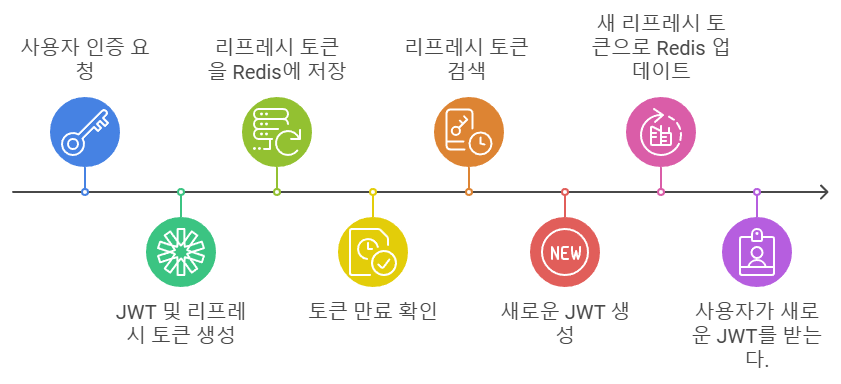 사용자 인증 요
청
JWT 및 리프레
시 토큰 생성
리프레시 토큰
을 Redis에 저장
토큰 만료 확인
리프레시 토큰
검색
NEW
새로운 JWT 생
성
새 리프레시 토
큰으로 Redis 업
데이트
사용자가 새로
운 JWT를 받는
다.